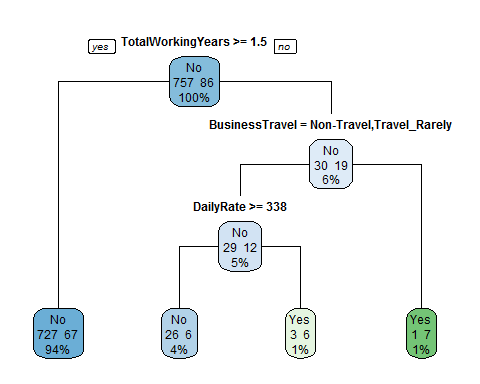 yes TotalWorkingYears >= 1.5 no
No
757 86
100%
BusinessTravel = Non-Travel,Travel_Rarely
No
30 19
6%
DailyRate >= 338
No
29 12
5%
No
727 67
94%
No
26 6
4%
Yes
3 6
1%
Yes
1 7
1%